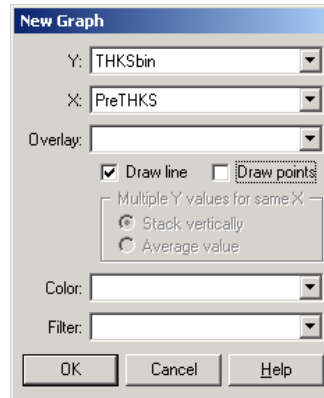 New Graph
Y: THKSbin
X: PreTHKS
Overlay:
Draw line Draw points
Multiple Y values for same X
Stack vertically
Average value
Color:
Filter:
OK Cancel Help